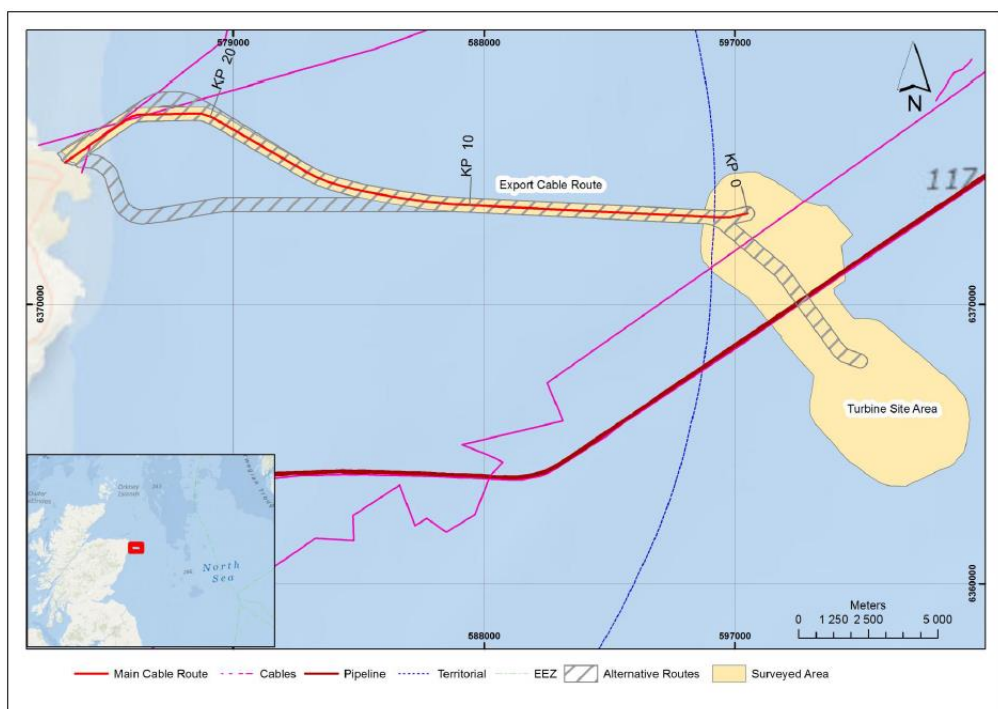 579000
588000
597000
KP 20
KP 10
KP 0
N
Export Cable Route
117
6370000
6370000
Turbine Site Area
Orkney
Islands
North
Sea
6360000
588000
597000
Meters
0 1 250 2 500 5 000
Main Cable Route Cables Pipeline Territorial EEZ Alternative Routes Surveyed Area